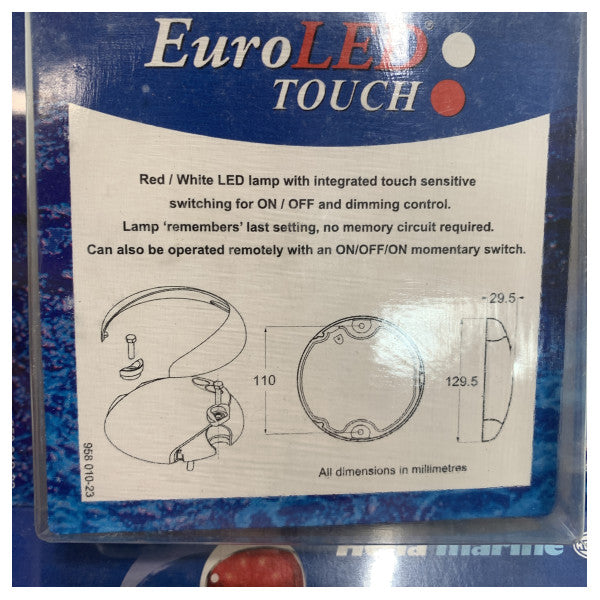 EuroLED®
TOUCH
Red / White LED lamp with integrated touch sensitive
switching for ON / OFF and dimming control.
Lamp ‘remembers’ last setting, no memory circuit required.
Can also be operated remotely with an ON/OFF/ON momentary switch.
29.5
110
129.5
All dimensions in millimetres
958 010-23
marine